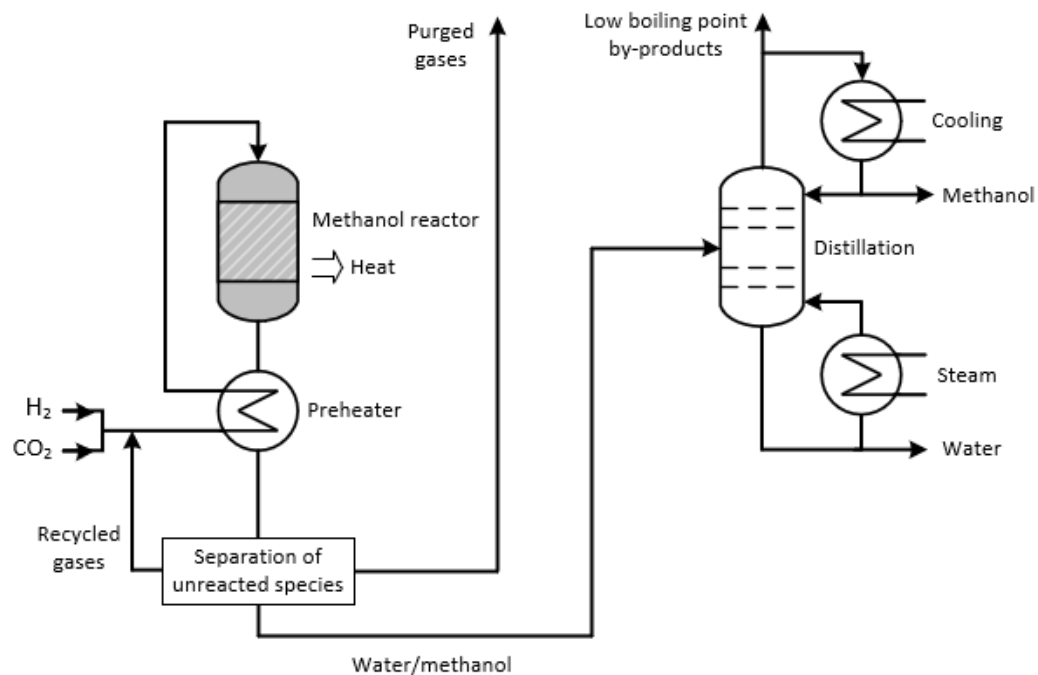 Purged
gases
Low boiling point
by-products
Cooling
Methanol
Methanol reactor
Heat
Distillation
Preheater
Steam
H₂
CO₂
Water
Recycled
gases
Separation of
unreacted species
Water/methanol